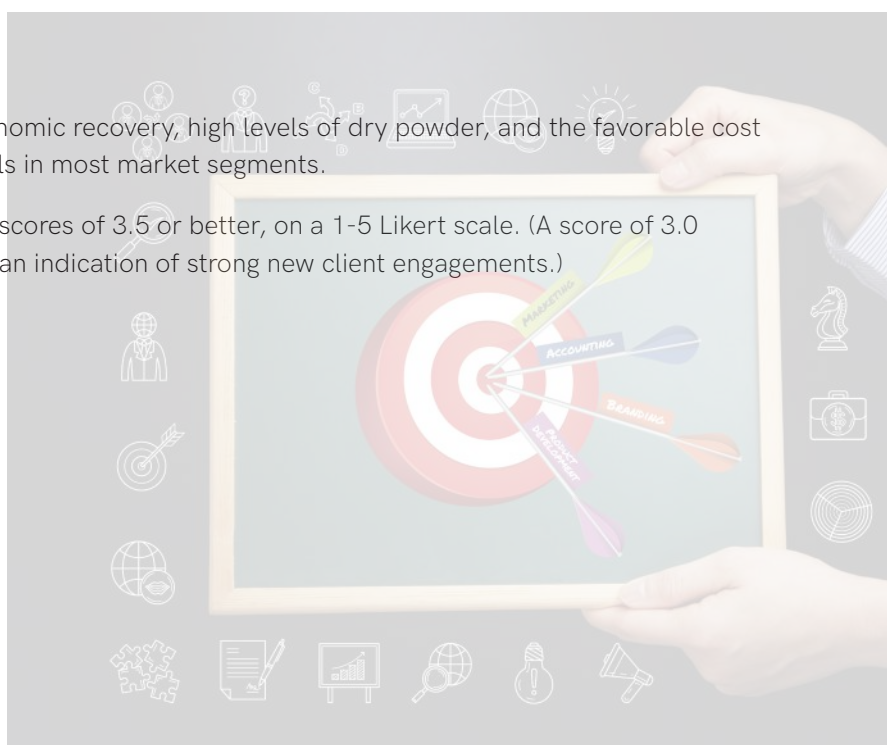 nomic recovery, high levels of dry powder, and the favorable cost
ls in most market segments.
scores of 3.5 or better, on a 1-5 Likert scale. (A score of 3.0
an indication of strong new client engagements.)
MARKETING
ACCOUNTING
BRANDING
PRODUCT
DEVELOPMENT